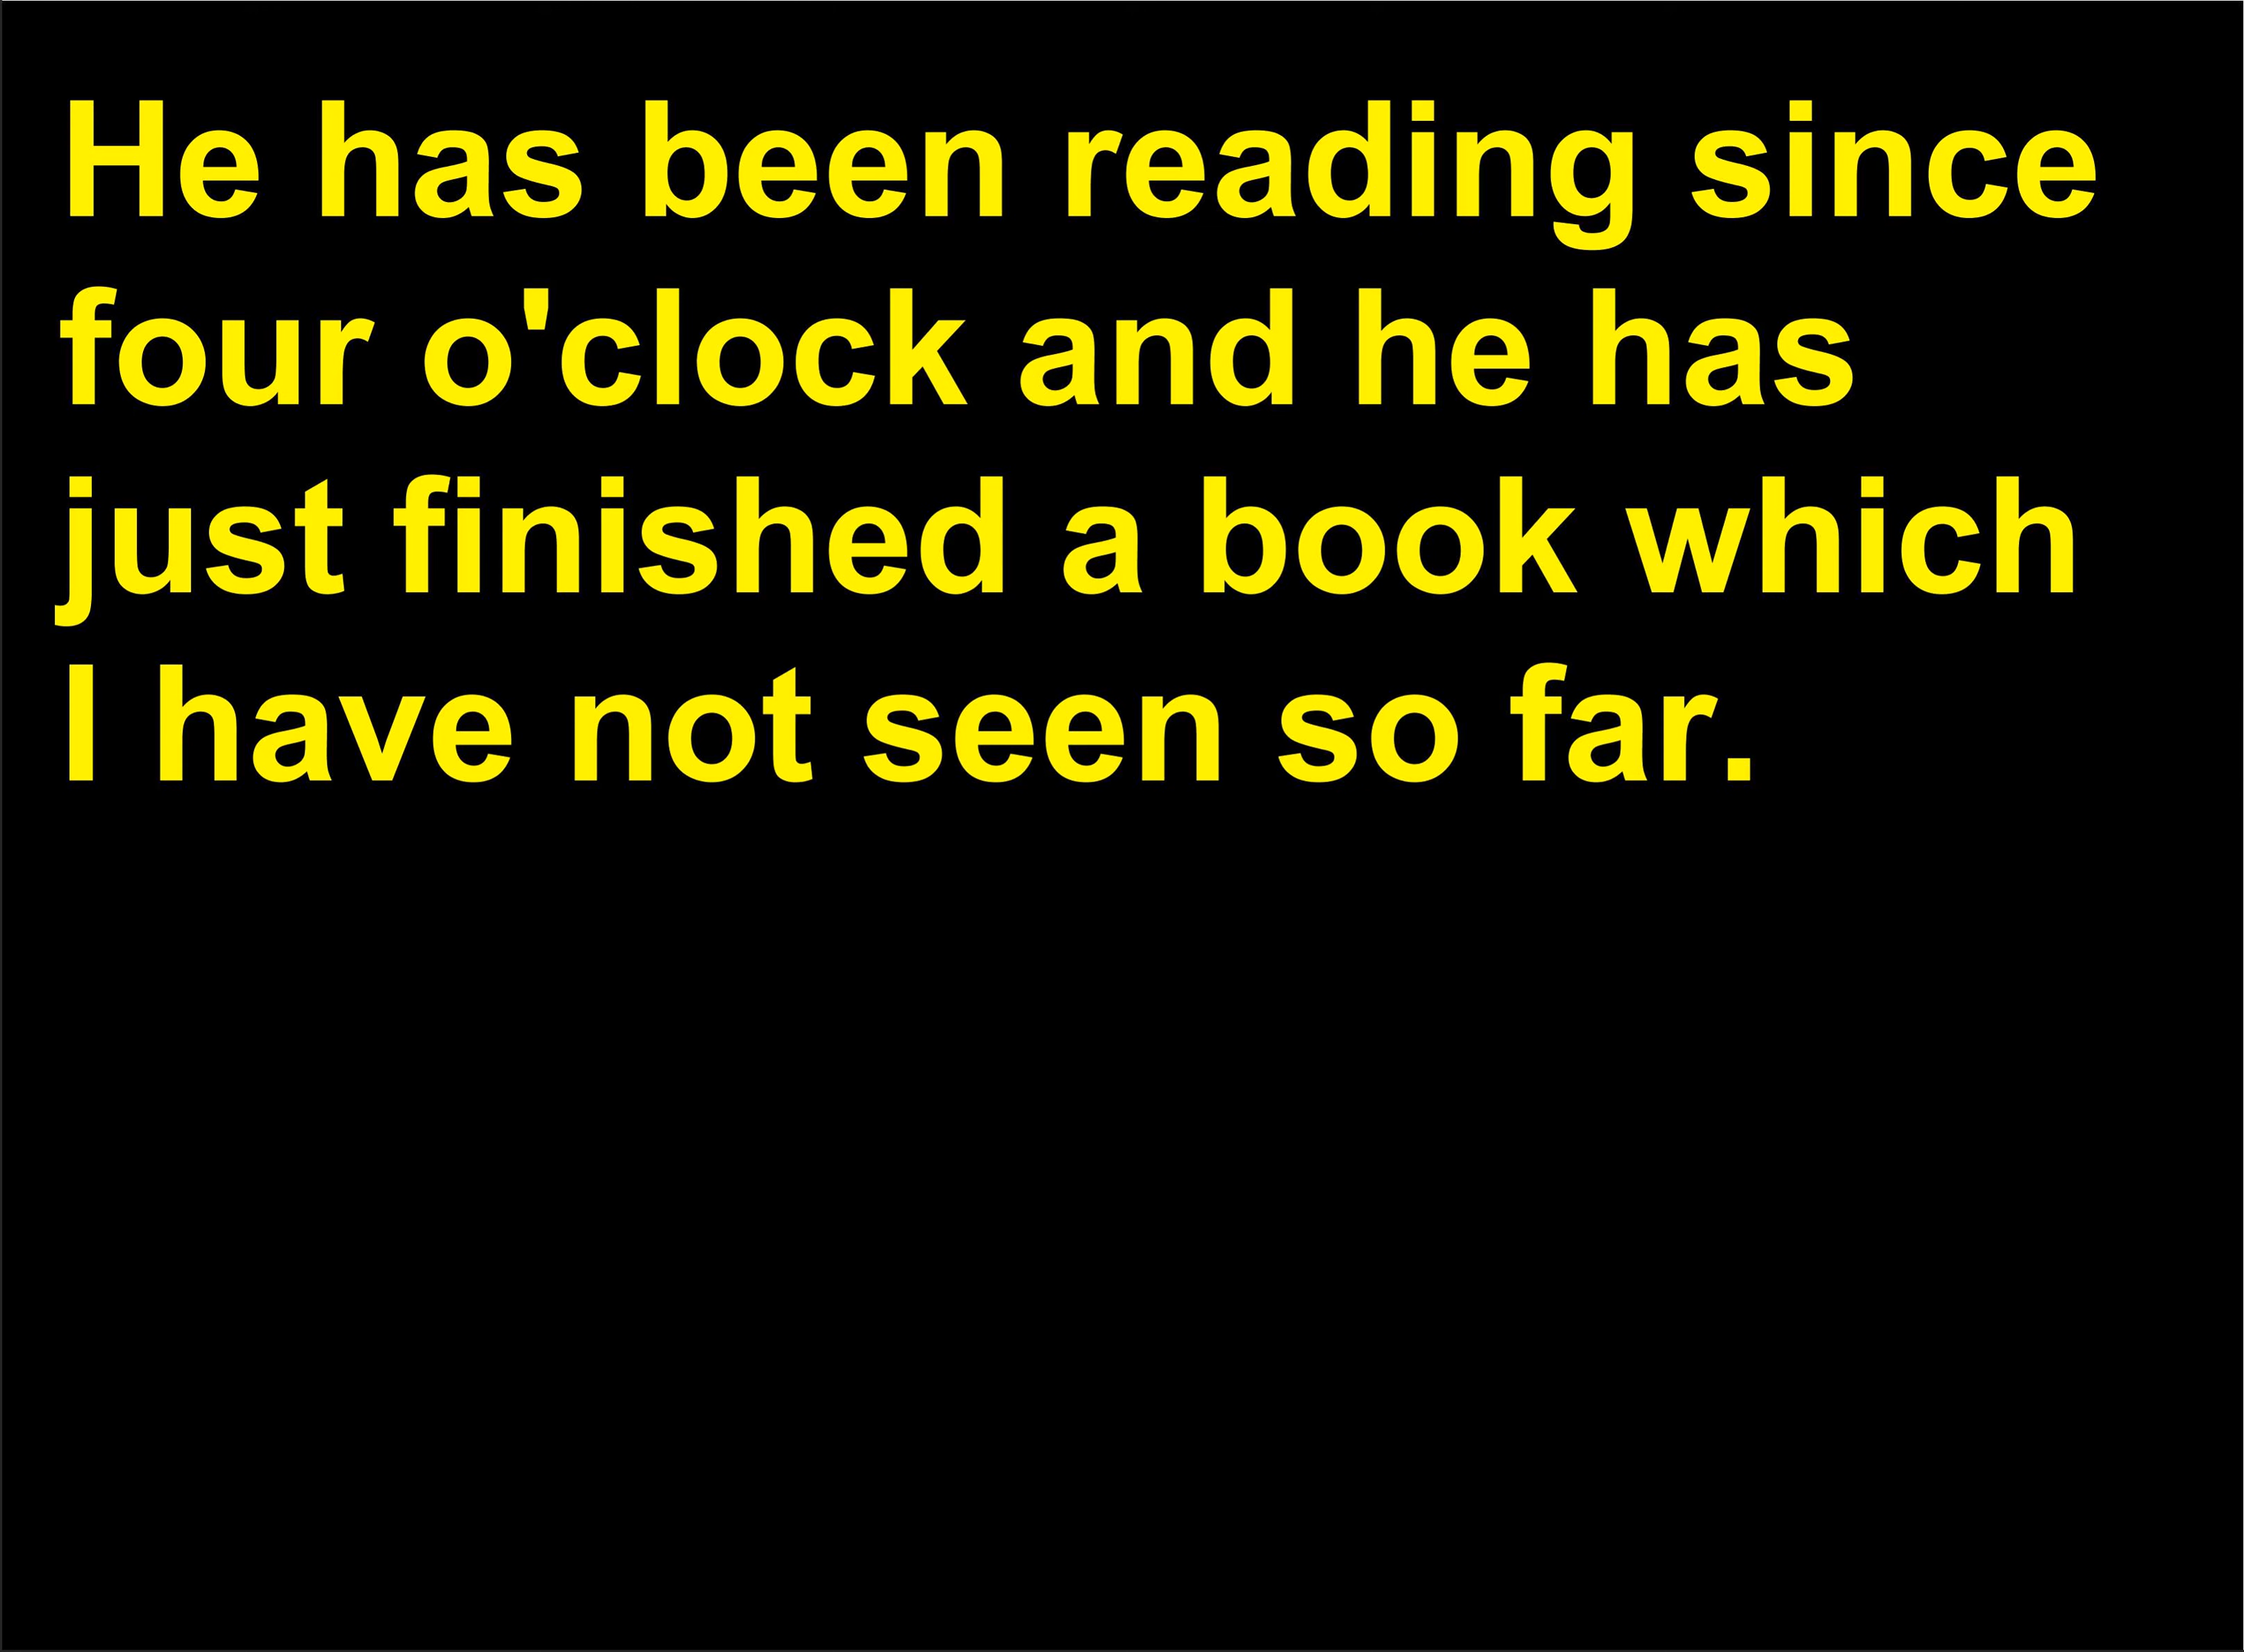 He has been reading since
four o'clock and he has
just finished a book which
I have not seen so far.